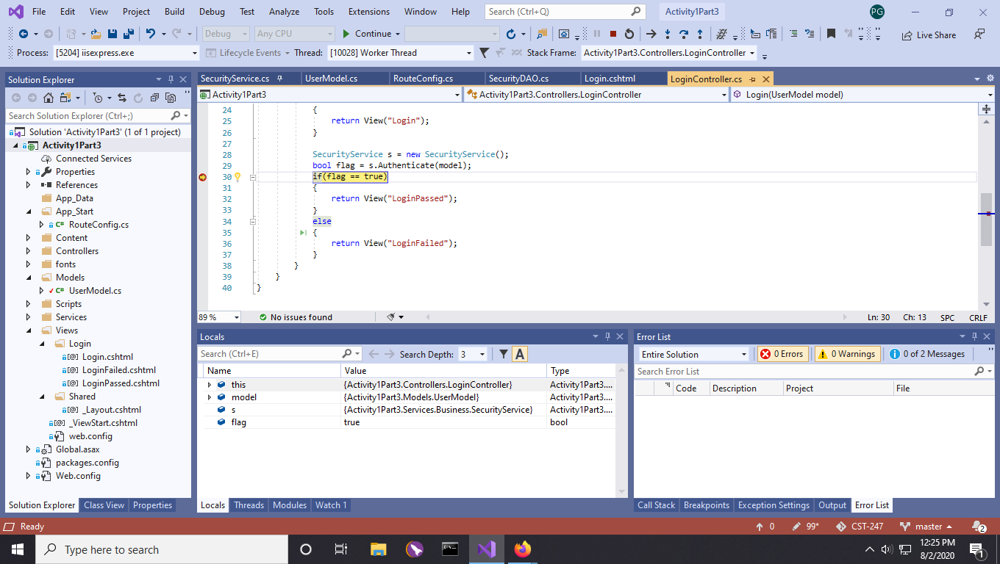 File Edit View Project Build Debug Test Analyze Tools Extensions Window Help Search (Ctrl+Q) Activity1Part3 PG
Debug Any CPU Continue Live Share
Process: [5204] iisexpress.exe Lifecycle Events Thread: [10028] Worker Thread Stack Frame: Activity1Part3.Controllers.LoginController
Solution Explorer
Search Solution Explorer (Ctrl+;)
Solution 'Activity1Part3' (1 of 1 project)
Activity1Part3
Connected Services
Properties
References
App_Data
App_Start
RouteConfig.cs
Content
Controllers
fonts
Models
UserModel.cs
Scripts
Services
Views
Login
Login.cshtml
LoginFailed.cshtml
LoginPassed.cshtml
Shared
_Layout.cshtml
_ViewStart.cshtml
web.config
Global.asax
packages.config
Web.config
Solution Explorer Class View Properties
SecurityService.cs UserModel.cs RouteConfig.cs SecurityDAO.cs Login.cshtml LoginController.cs
Activity1Part3 Activity1Part3.Controllers.LoginController Login(UserModel model)
24 {
25 return View("Login");
26 }
27
28 SecurityService s = new SecurityService();
29 bool flag = s.Authenticate(model);
30 if(flag == true)
31 {
32 return View("LoginPassed");
33 }
34 else
35 {
36 return View("LoginFailed");
37 }
38 }
39 }
40 }
89 % No issues found Ln: 30 Ch: 13 SPC CRLF
Locals
Search (Ctrl+E) Search Depth: 3 A
Name Value Type
this {Activity1Part3.Controllers.LoginController} Activity1Part3....
model {Activity1Part3.Models.UserModel} Activity1Part3....
s {Activity1Part3.Services.Business.SecurityService} Activity1Part3....
flag true bool
Locals Threads Modules Watch 1
Error List
Entire Solution 0 Errors 0 Warnings 0 of 2 Messages
Search Error List
Code Description Project File
Call Stack Breakpoints Exception Settings Output Error List
Ready 0 99* CST-247 master 2
Type here to search 12:25 PM
8/2/2020 1